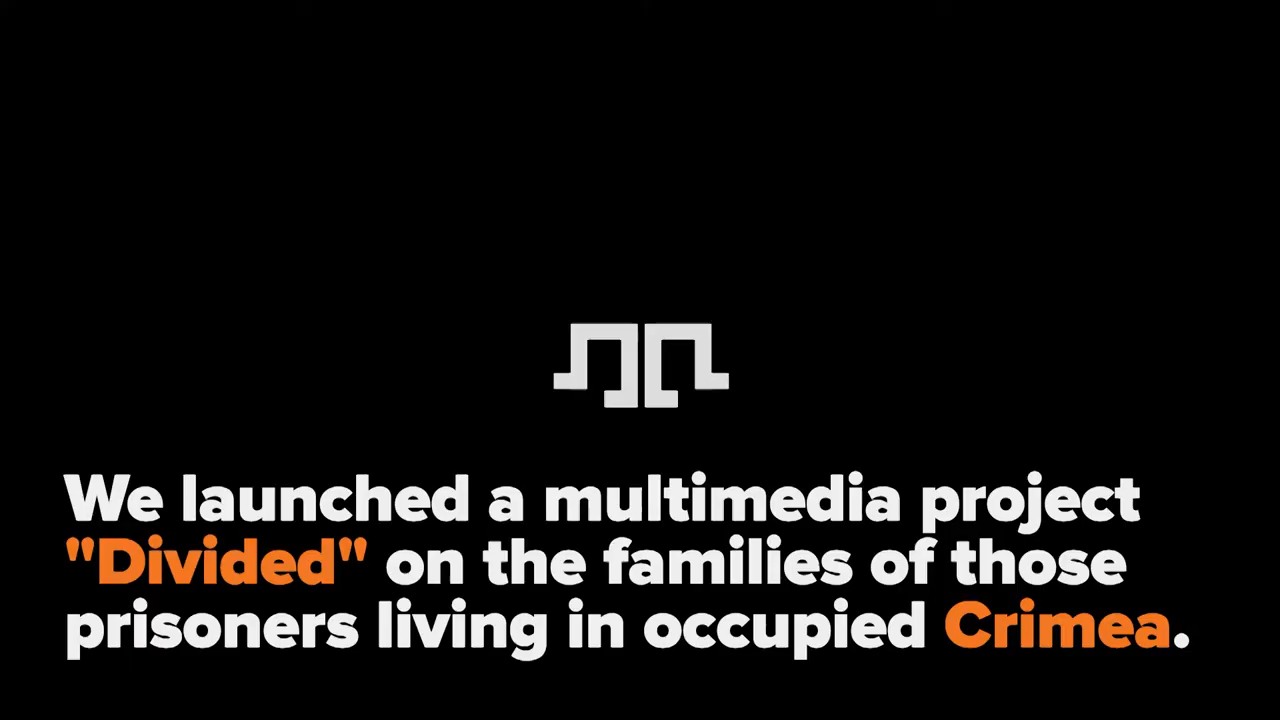 We launched a multimedia project
"Divided" on the families of those
prisoners living in occupied Crimea.